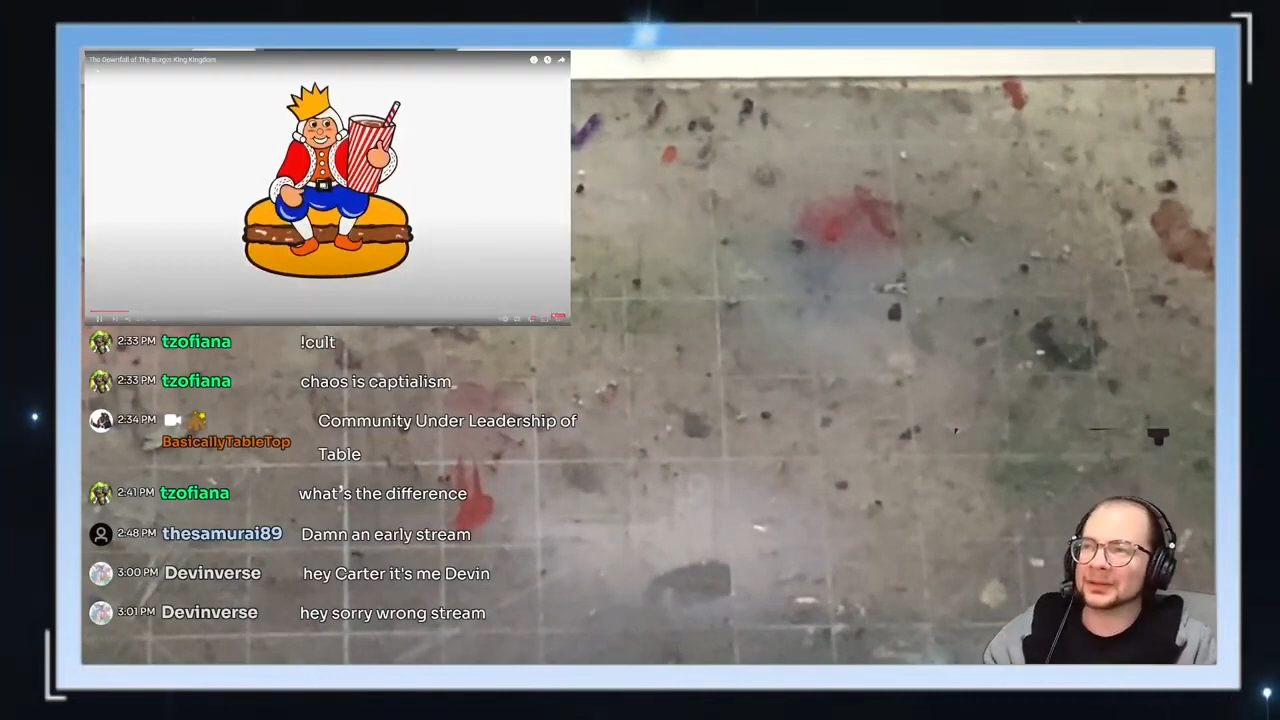 The Downfall of The Burger King Kingdom
2:33 PM tzofiana !cult
2:33 PM tzofiana chaos is captialism
2:34 PM BasicallyTableTop Community Under Leadership of
Table
2:41 PM tzofiana what's the difference
2:48 PM thesamurai89 Damn an early stream
3:00 PM Devinverse hey Carter it's me Devin
3:01 PM Devinverse hey sorry wrong stream